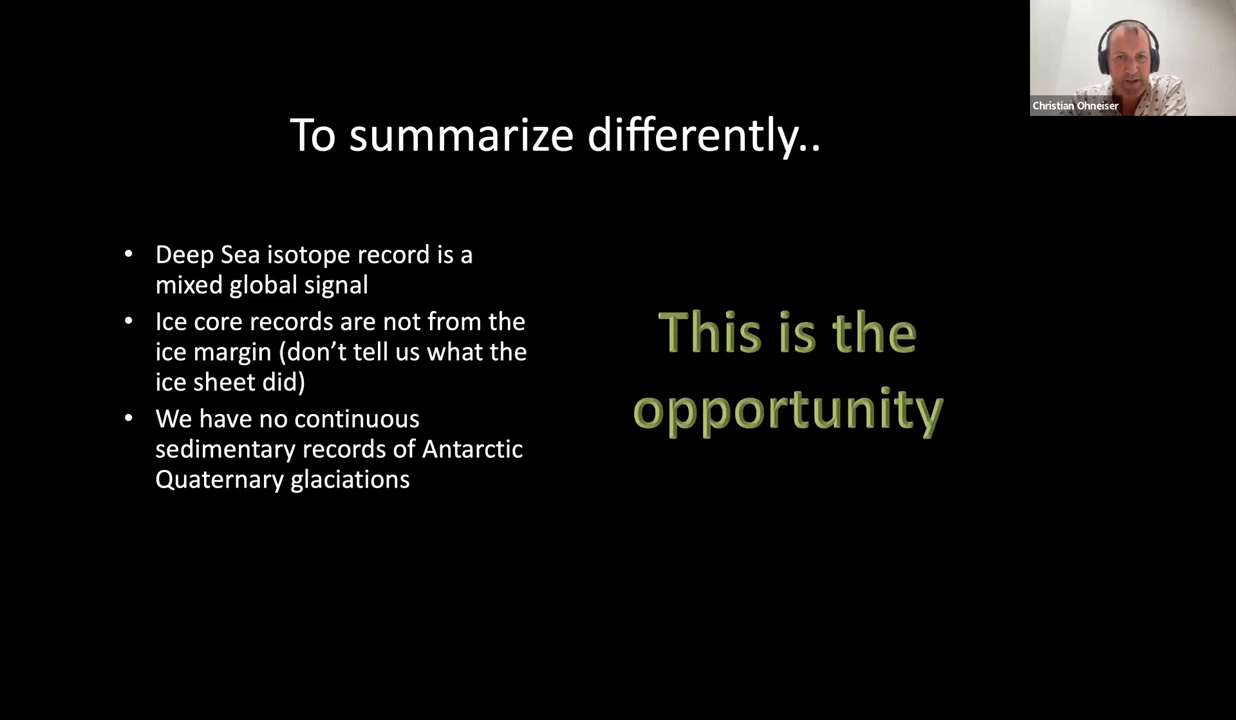 Christian Ohneiser
To summarize differently..
• Deep Sea isotope record is a
mixed global signal
• Ice core records are not from the
ice margin (don't tell us what the
ice sheet did)
• We have no continuous
sedimentary records of Antarctic
Quaternary glaciations
This is the
opportunity